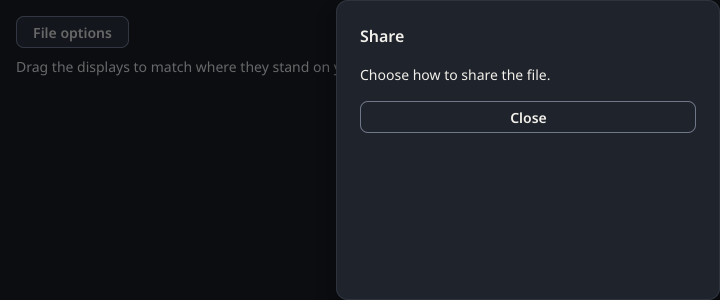 File options
Drag the displays to match where they stand on
Share
Choose how to share the file.
Close